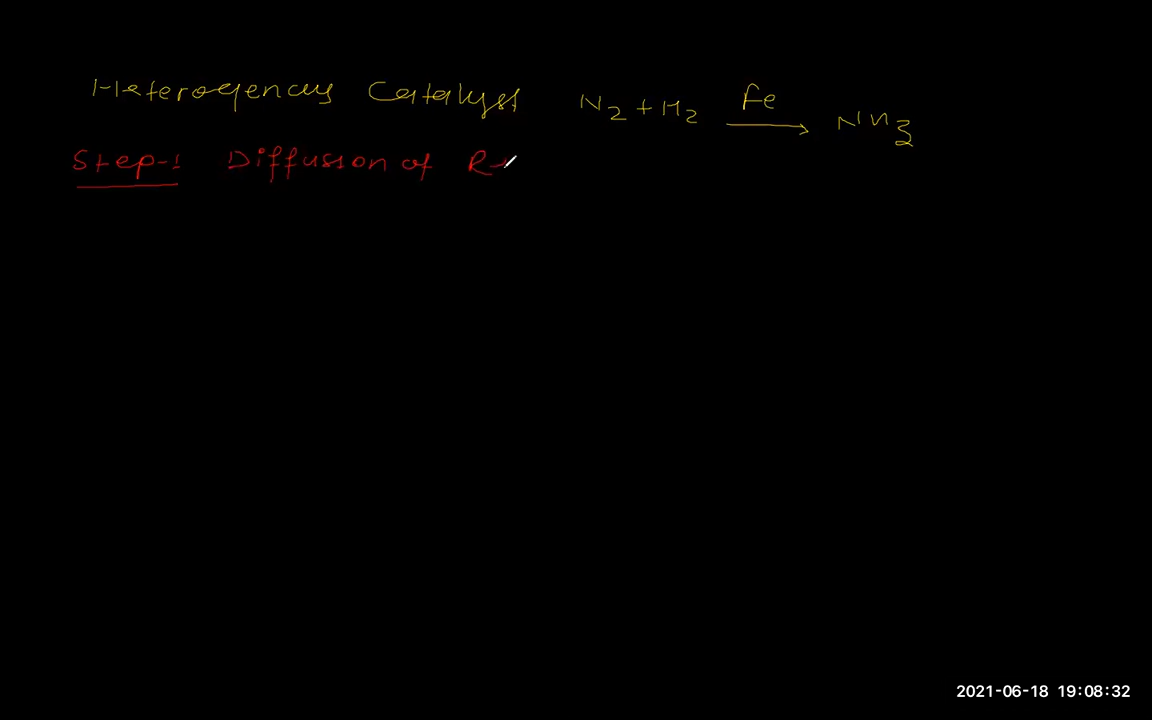 Heterogeneous Catalyst N2 + H2 Fe → NH3
Step-1 Diffusion of R
2021-06-18 19:08:32